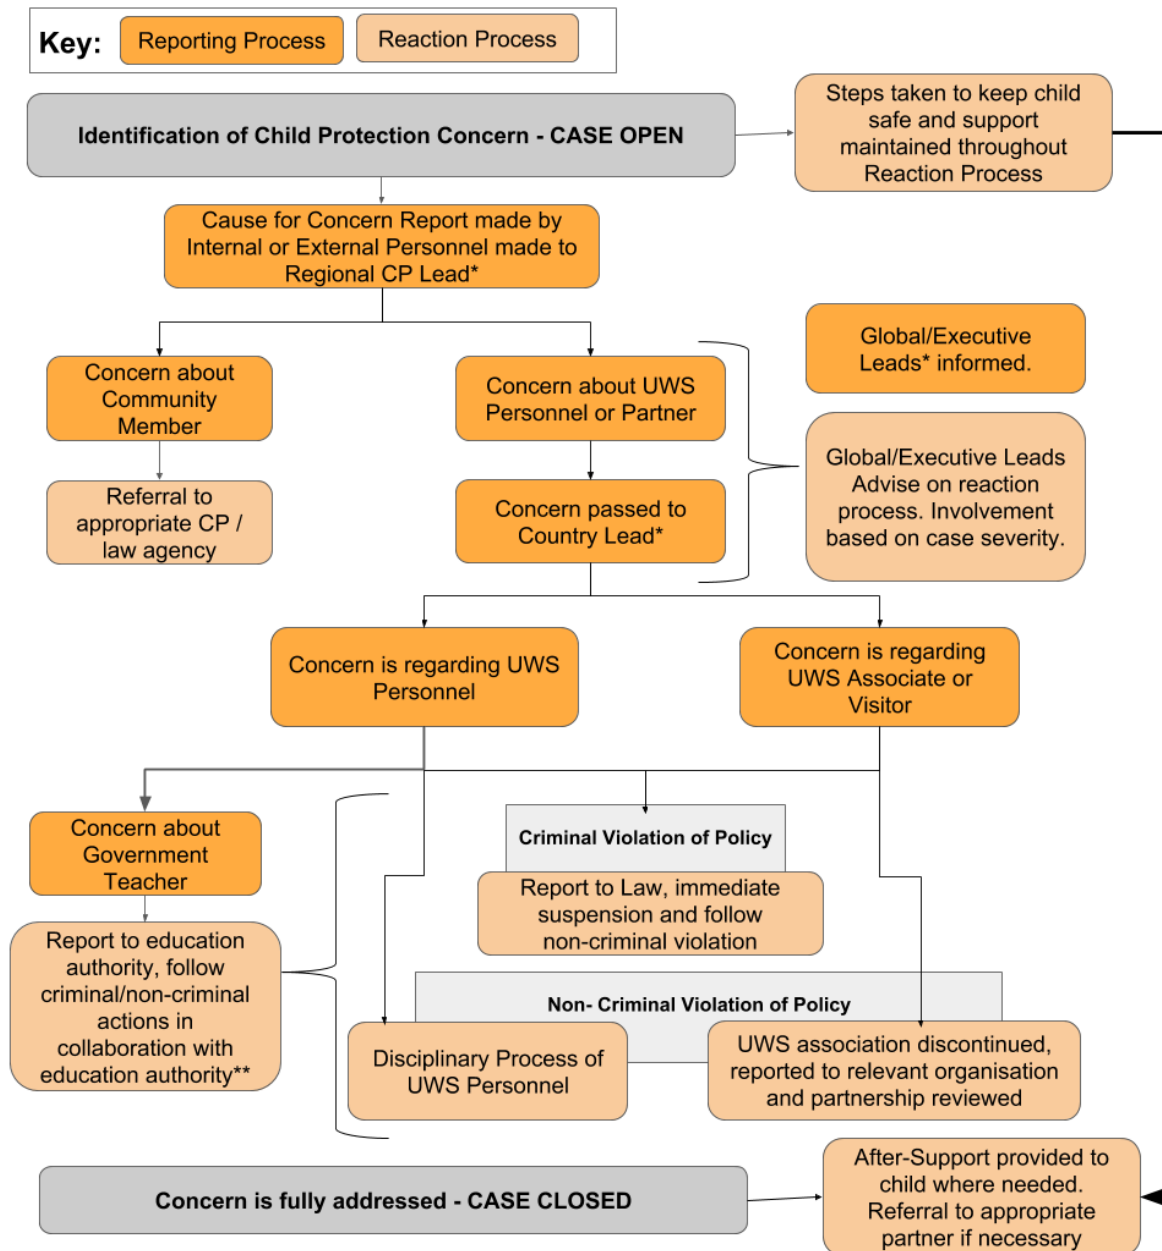 Key:
Reporting Process
Reaction Process
Identification of Child Protection Concern - CASE OPEN
Steps taken to keep child
safe and support
maintained throughout
Reaction Process
Cause for Concern Report made by
Internal or External Personnel made to
Regional CP Lead*
Concern about
Community
Member
Concern about UWS
Personnel or Partner
Global/Executive
Leads* informed.
Referral to
appropriate CP /
law agency
Concern passed to
Country Lead*
Global/Executive Leads
Advise on reaction
process. Involvement
based on case severity.
Concern is regarding UWS
Personnel
Concern is regarding
UWS Associate or
Visitor
Concern about
Government
Teacher
Criminal Violation of Policy
Report to Law, immediate
suspension and follow
non-criminal violation
Report to education
authority, follow
criminal/non-criminal
actions in
collaboration with
education authority**
Non- Criminal Violation of Policy
Disciplinary Process of
UWS Personnel
UWS association discontinued,
reported to relevant organisation
and partnership reviewed
Concern is fully addressed - CASE CLOSED
After-Support provided to
child where needed.
Referral to appropriate
partner if necessary